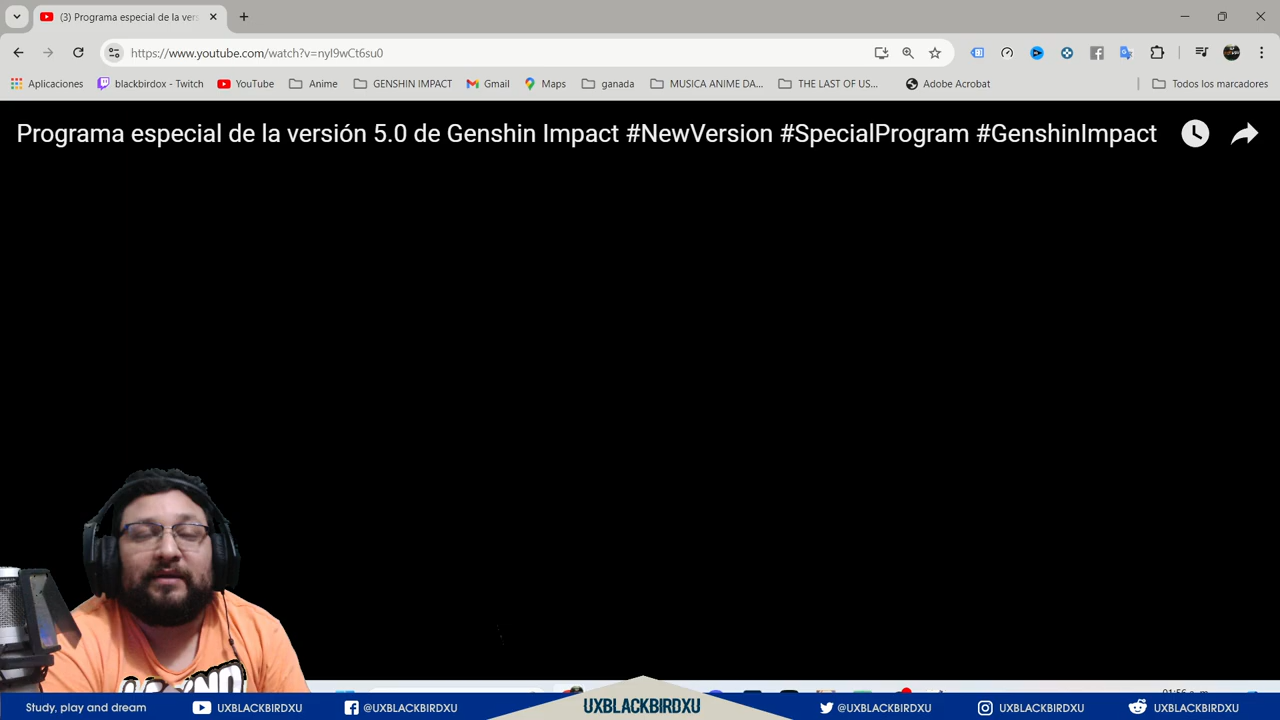 (3) Programa especial de la vers
https://www.youtube.com/watch?v=nyl9wCt6su0
Aplicaciones
blackbirdox - Twitch
YouTube
Anime
GENSHIN IMPACT
Gmail
Maps
ganada
MUSICA ANIME DA...
THE LAST OF US...
Adobe Acrobat
Todos los marcadores
Programa especial de la versión 5.0 de Genshin Impact #NewVersion #SpecialProgram #GenshinImpact
Study, play and dream
UXBLACKBIRDXU
@UXBLACKBIRDXU
UXBLACKBIRDXU
@UXBLACKBIRDXU
UXBLACKBIRDXU
UXBLACKBIRDXU